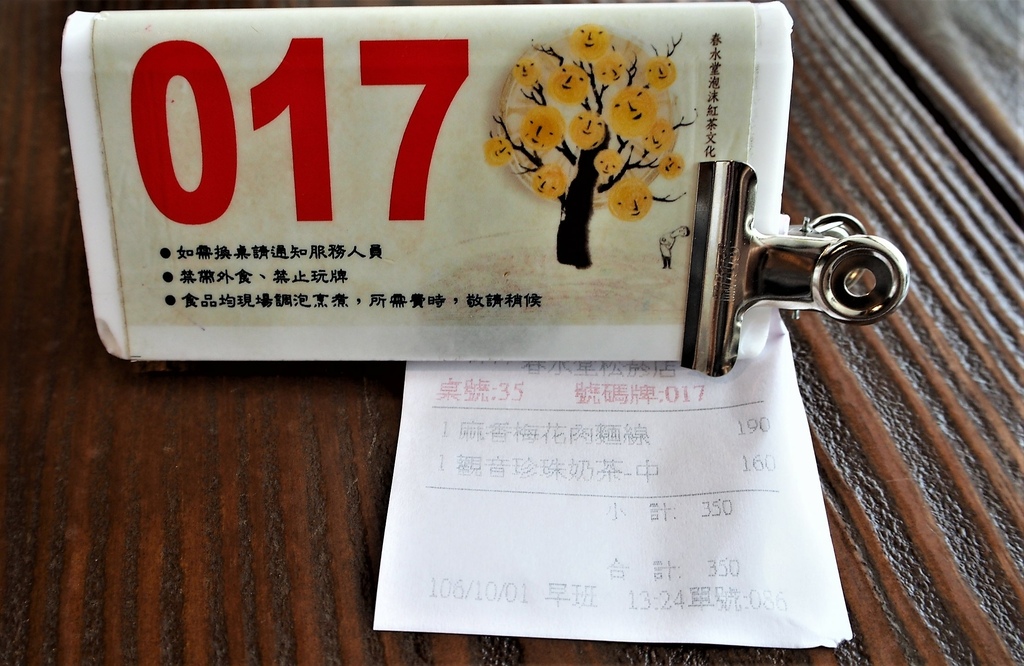 017
春水堂泡沫紅茶文化
●如需換桌請通知服務人員
●禁帶外食、禁止玩牌
●食品均現場調泡烹煮，所需費時，敬請稍候
春水堂松菸店
桌號:35 號碼牌:017
1 麻香梅花肉麵線 190
1 觀音珍珠奶茶-中 160
小 計: 350
合 計: 350
106/10/01 早班 13:24單號:086